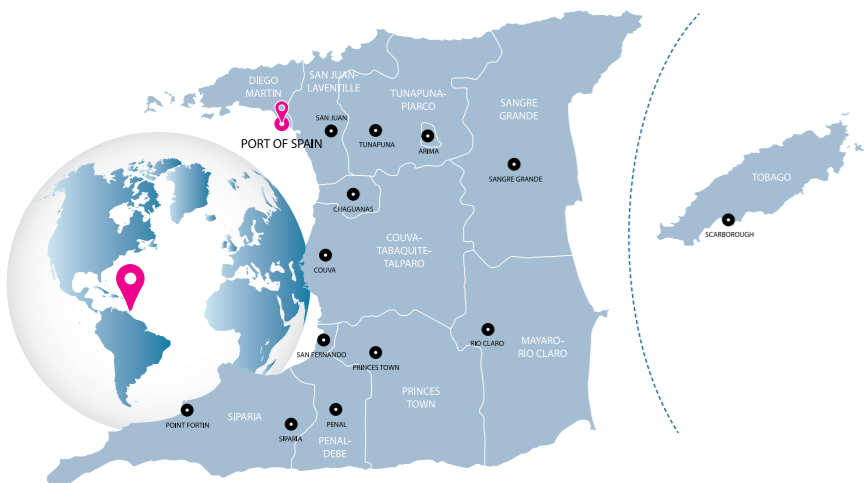 DIEGO
MARTIN
SAN JUAN-
LAVENTILLE
TUNAPUNA-
PIARCO
SANGRE
GRANDE
PORT OF SPAIN
SAN JUAN
TUNAPUNA
ARIMA
SANGRE GRANDE
TOBAGO
SCARBOROUGH
CHAGUANAS
COUVA-
TABAQUITE-
TALPARO
COUVA
RIO CLARO
MAYARO-
RIO CLARO
SAN FERNANDO
PRINCES TOWN
PRINCES
TOWN
POINT FORTIN
SIPARIA
SIPARIA
PENAL
PENAL-
DEBE